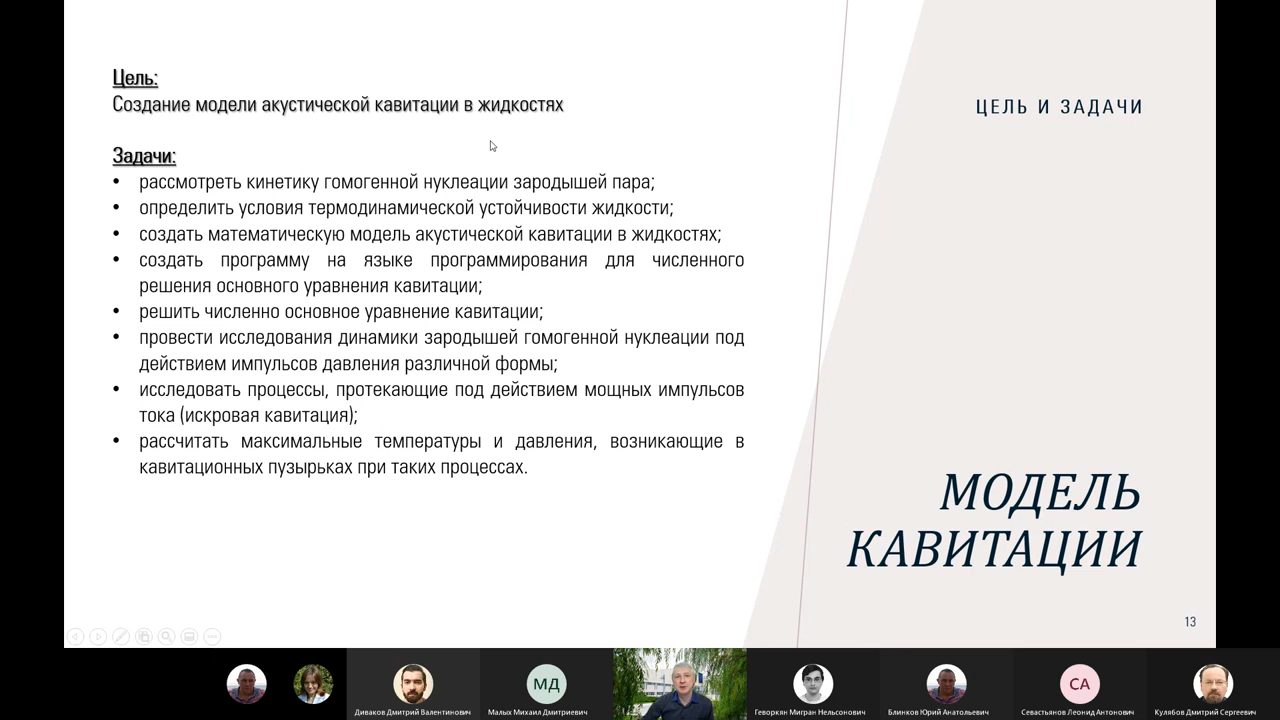 Цель:
Создание модели акустической кавитации в жидкостях
Задачи:
• рассмотреть кинетику гомогенной нуклеации зародышей пара;
• определить условия термодинамической устойчивости жидкости;
• создать математическую модель акустической кавитации в жидкостях;
• создать программу на языке программирования для численного
решения основного уравнения кавитации;
• решить численно основное уравнение кавитации;
• провести исследования динамики зародышей гомогенной нуклеации под
действием импульсов давления различной формы;
• исследовать процессы, протекающие под действием мощных импульсов
тока (искровая кавитация);
• рассчитать максимальные температуры и давления, возникающие в
кавитационных пузырьках при таких процессах.
ЦЕЛЬ И ЗАДАЧИ
МОДЕЛЬ
КАВИТАЦИИ
13
МД
СА
Диваков Дмитрий Валентинович
Малых Михаил Дмитриевич
Геворкян Мигран Нельсонович
Блинков Юрий Анатольевич
Севастьянов Леонид Антонович
Кулябов Дмитрий Сергеевич